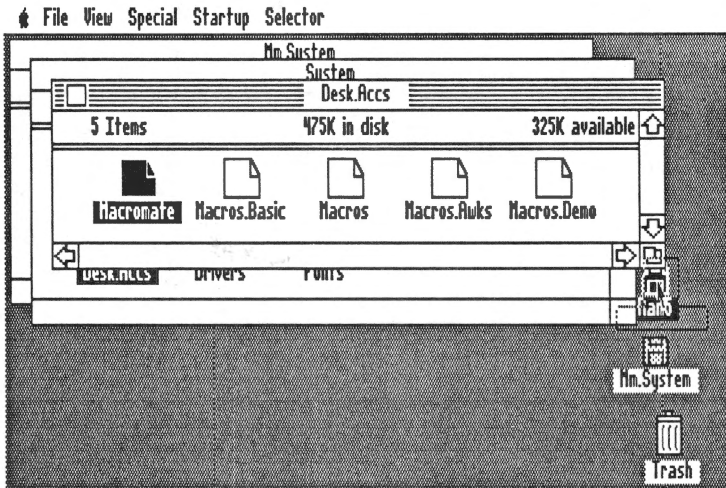 File View Special Startup Selector
Mm.System
System
Desk.Accs
5 Items 475K in disk 325K available
Macromate Macros.Basic Macros Macros.Awks Macros.Demo
Desk.Accs Drivers Fonts
Mm.System
Trash